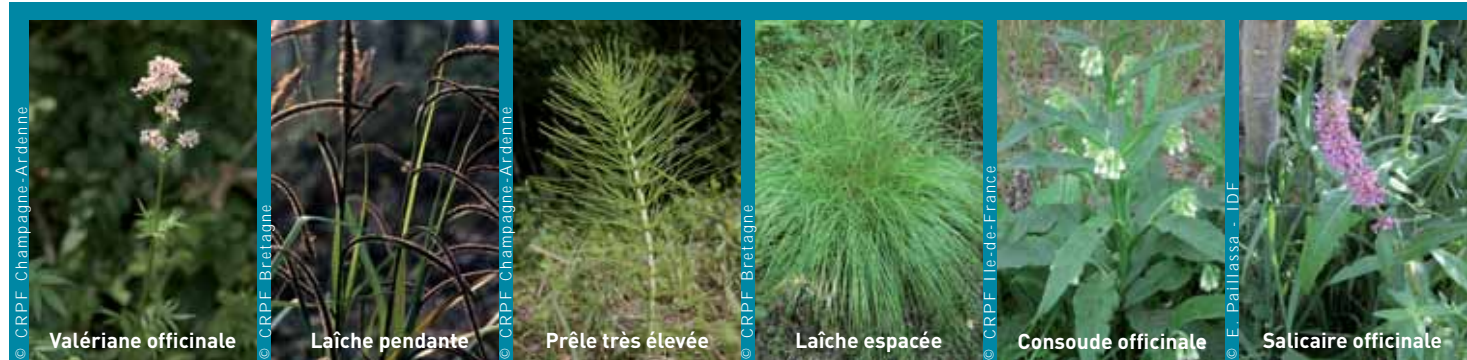 © CRPF Champagne-Ardenne
Valériane officinale
© CRPF Bretagne
Laîche pendante
© CRPF Champagne-Ardenne
Prêle très élevée
© CRPF Bretagne
Laîche espacée
© CRPF Ile-de-France
Consoude officinale
© E. Paillassa - IDF
Salicaire officinale